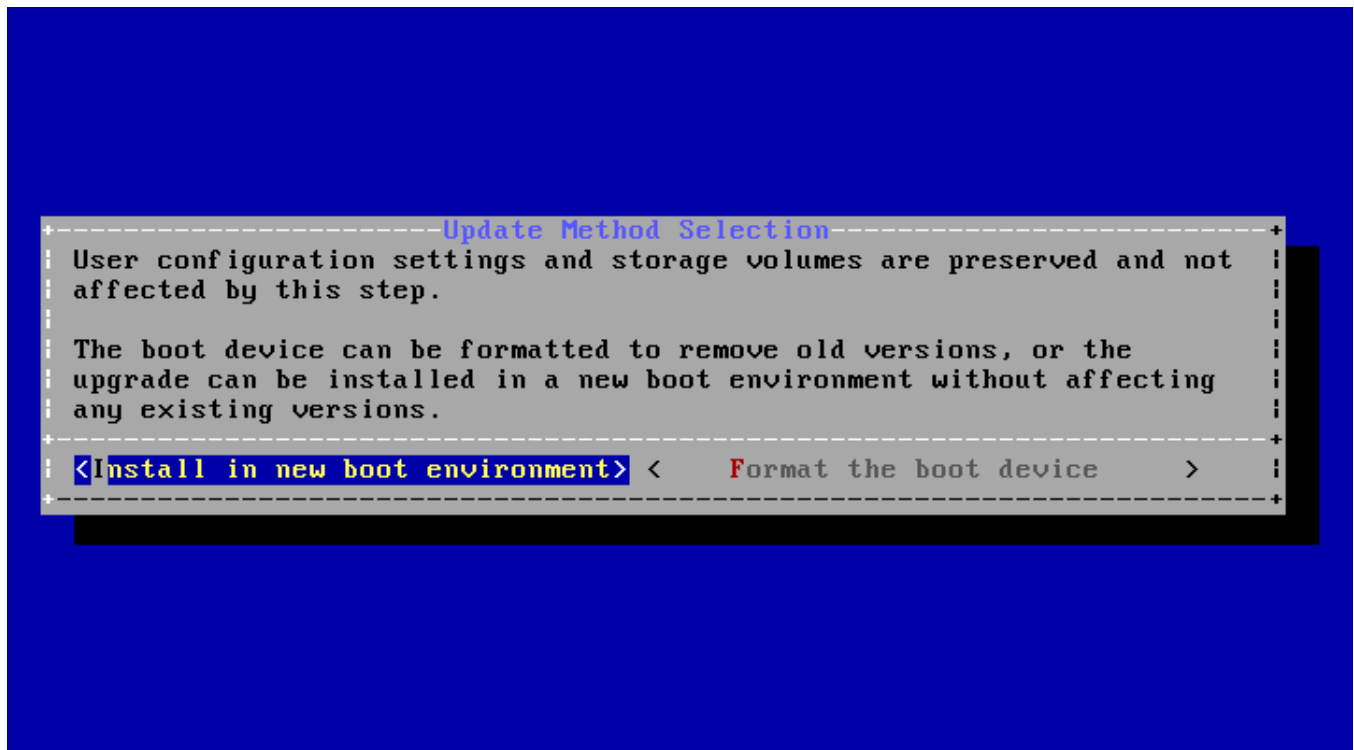 Update Method Selection
User configuration settings and storage volumes are preserved and not
affected by this step.
The boot device can be formatted to remove old versions, or the
upgrade can be installed in a new boot environment without affecting
any existing versions.
<Install in new boot environment> < Format the boot device >